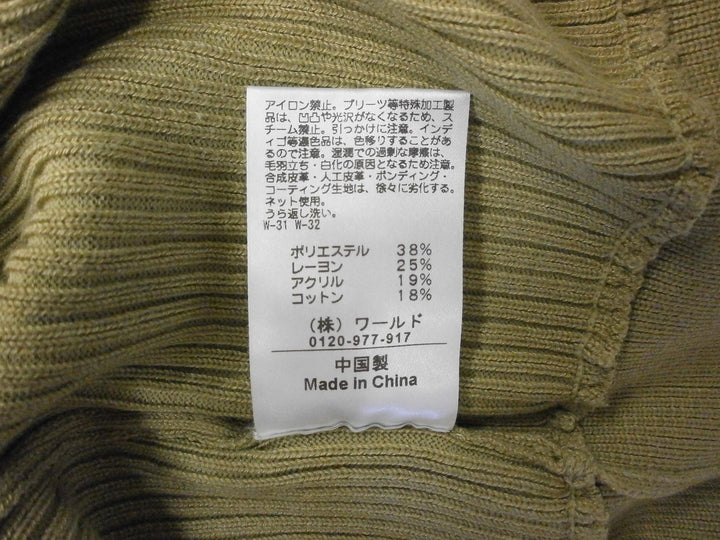 アイロン禁止。プリーツ等特殊加工製
品は、凹凸や光沢がなくなるため、ス
チーム禁止。引っかけに注意。インデ
ィゴ等濃色品は、色移りすることがあ
るので注意。湿潤での過剰な摩擦は、
毛羽立ち・白化の原因となるため注意。
合成皮革・人工皮革・ボンディング・
コーティング生地は、徐々に劣化する。
ネット使用。
うら返し洗い。
W-31 W-32
ポリエステル 38%
レーヨン 25%
アクリル 19%
コットン 18%
（株）ワールド
0120-977-917
中国製
Made in China